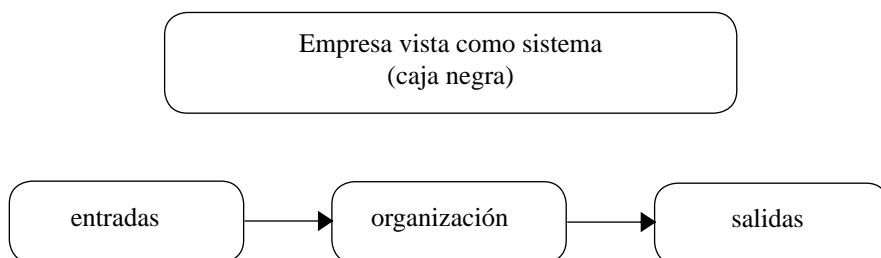 Empresa vista como sistema
(caja negra)
entradas
organización
salidas